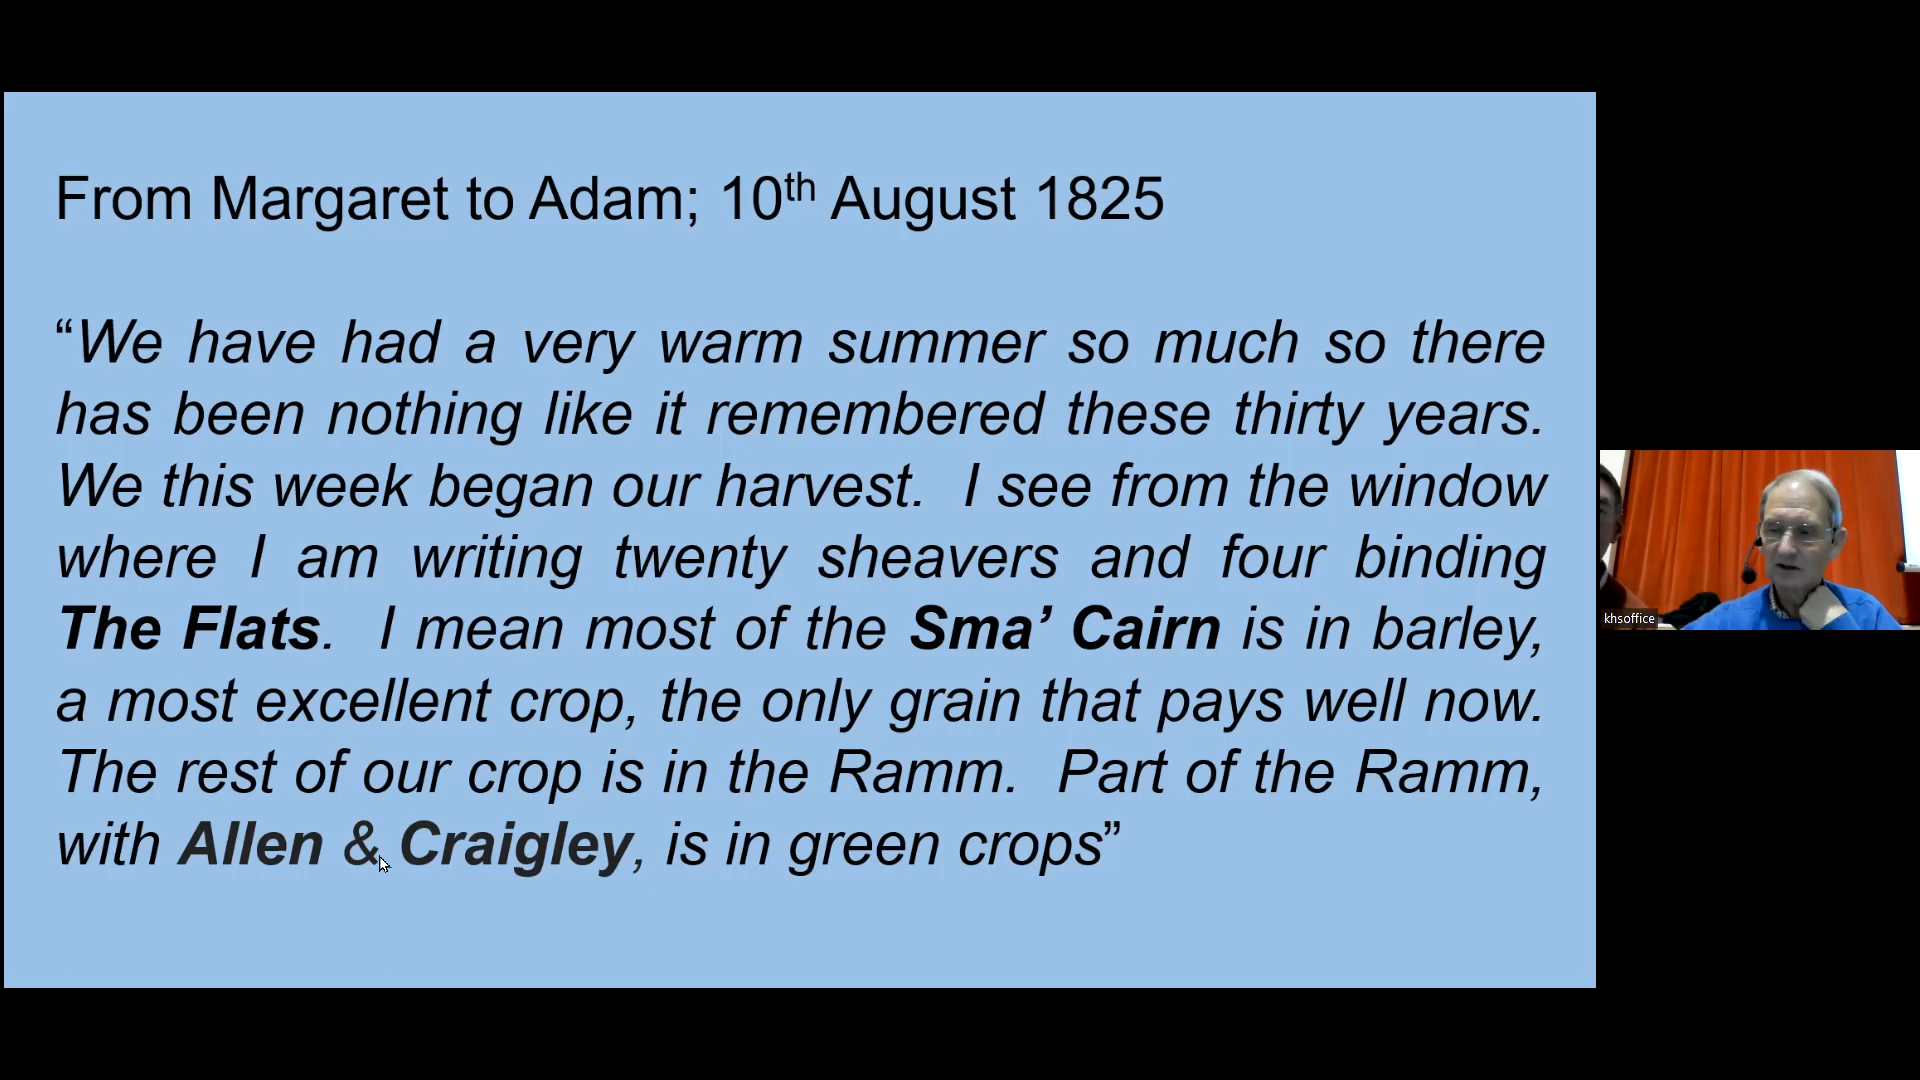 From Margaret to Adam; 10th August 1825
“We have had a very warm summer so much so there
has been nothing like it remembered these thirty years.
We this week began our harvest.  I see from the window
where I am writing twenty sheavers and four binding
The Flats.  I mean most of the Sma’ Cairn is in barley,
a most excellent crop, the only grain that pays well now.
The rest of our crop is in the Ramm.  Part of the Ramm,
with Allen & Craigley, is in green crops”
khsoffice